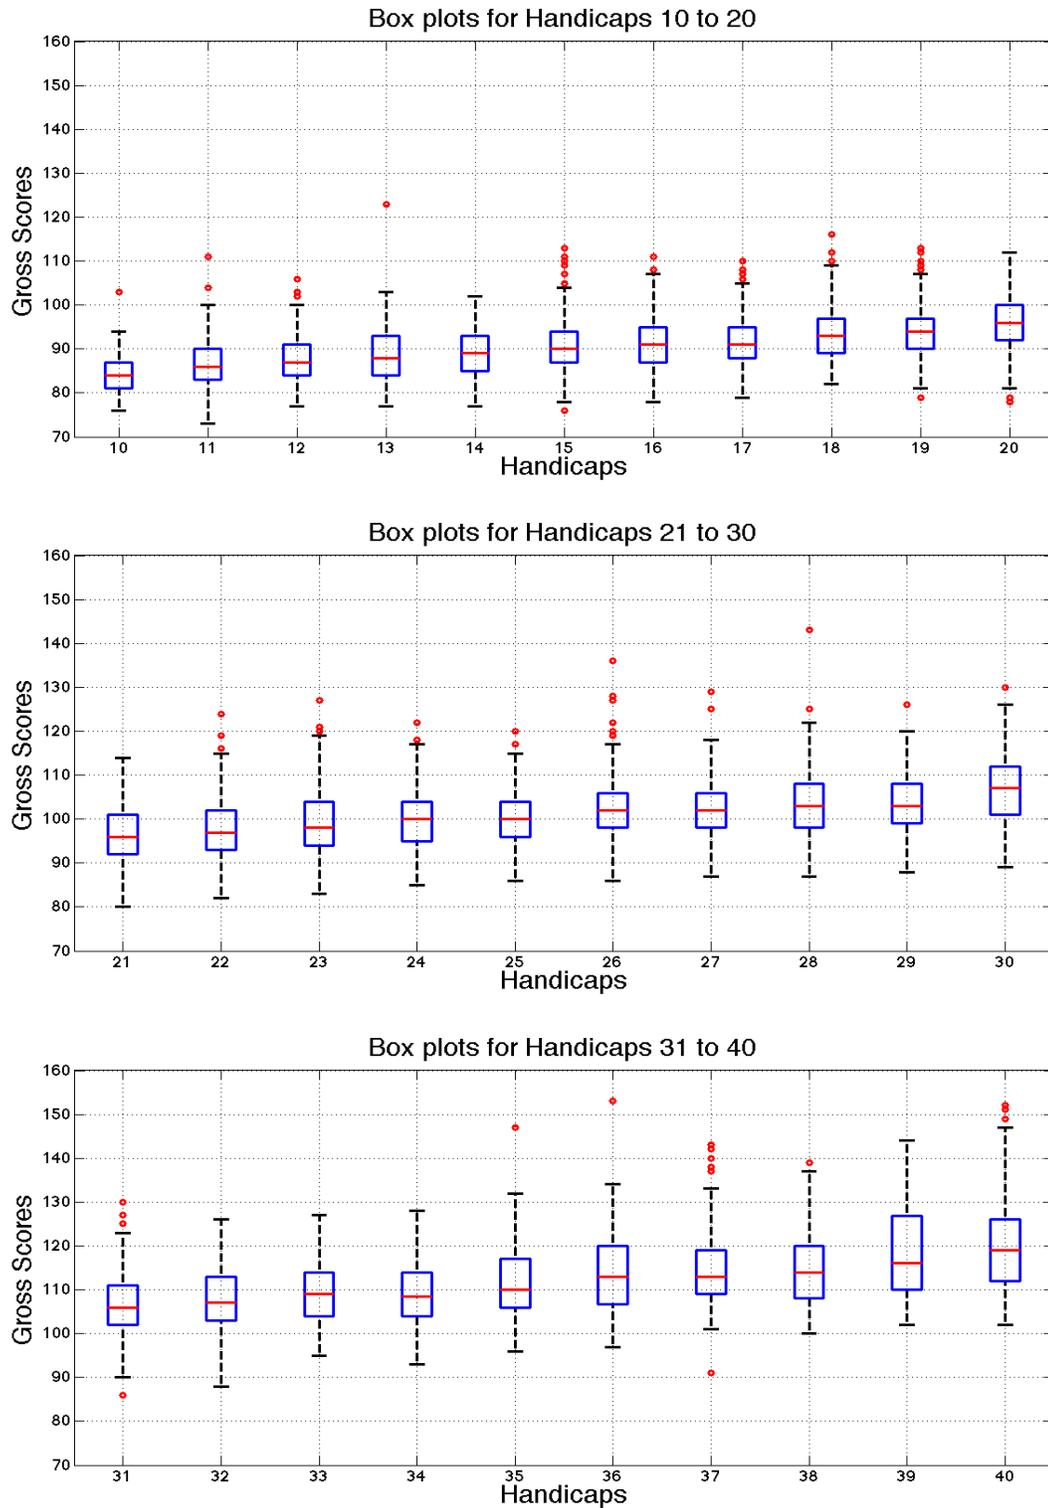 Box plots for Handicaps 10 to 20
Gross Scores
160
150
140
130
120
110
100
90
80
70
10 11 12 13 14 15 16 17 18 19 20
Handicaps
Box plots for Handicaps 21 to 30
Gross Scores
160
150
140
130
120
110
100
90
80
70
21 22 23 24 25 26 27 28 29 30
Handicaps
Box plots for Handicaps 31 to 40
Gross Scores
160
150
140
130
120
110
100
90
80
70
31 32 33 34 35 36 37 38 39 40
Handicaps